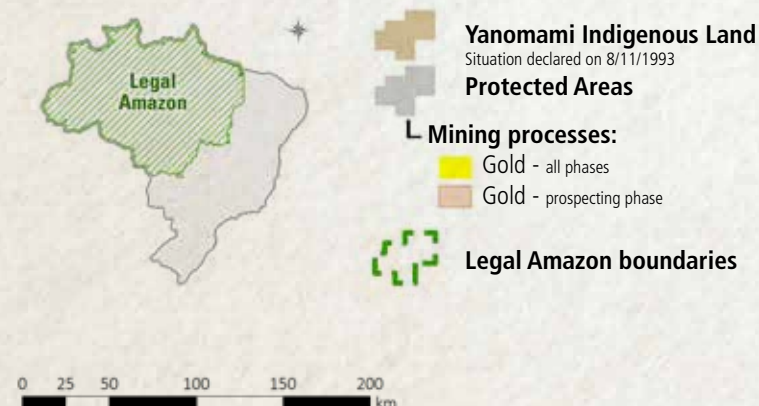 Legal
Amazon
Yanomami Indigenous Land
Situation declared on 8/11/1993
Protected Areas
Mining processes:
Gold - all phases
Gold - prospecting phase
Legal Amazon boundaries
0 25 50 100 150 200
km